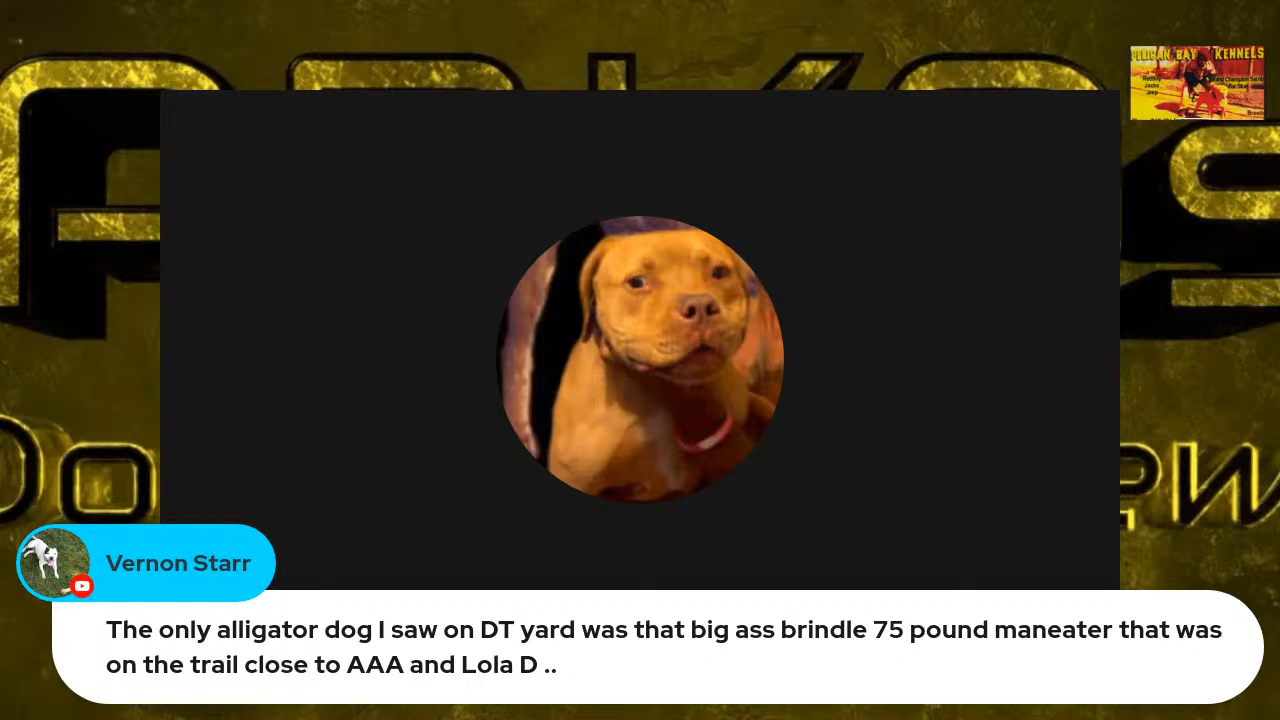 KENNELS
Vernon Starr
The only alligator dog I saw on DT yard was that big ass brindle 75 pound maneater that was
on the trail close to AAA and Lola D ..